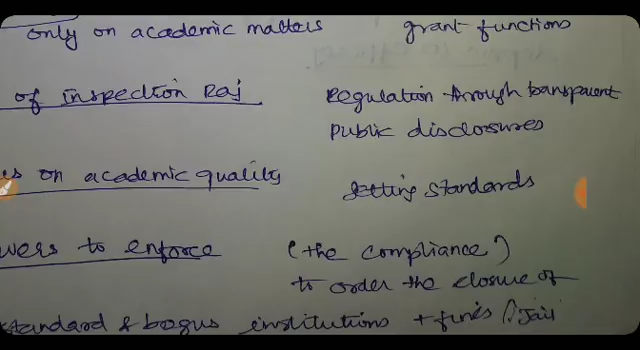 only on academic matters grant functions
of Inspection Raj Regulation through transparent
Public disclosures
es on academic quality setting standards
wers to enforce (the compliance)
to order the closure of
standard & bogus institutions + fines